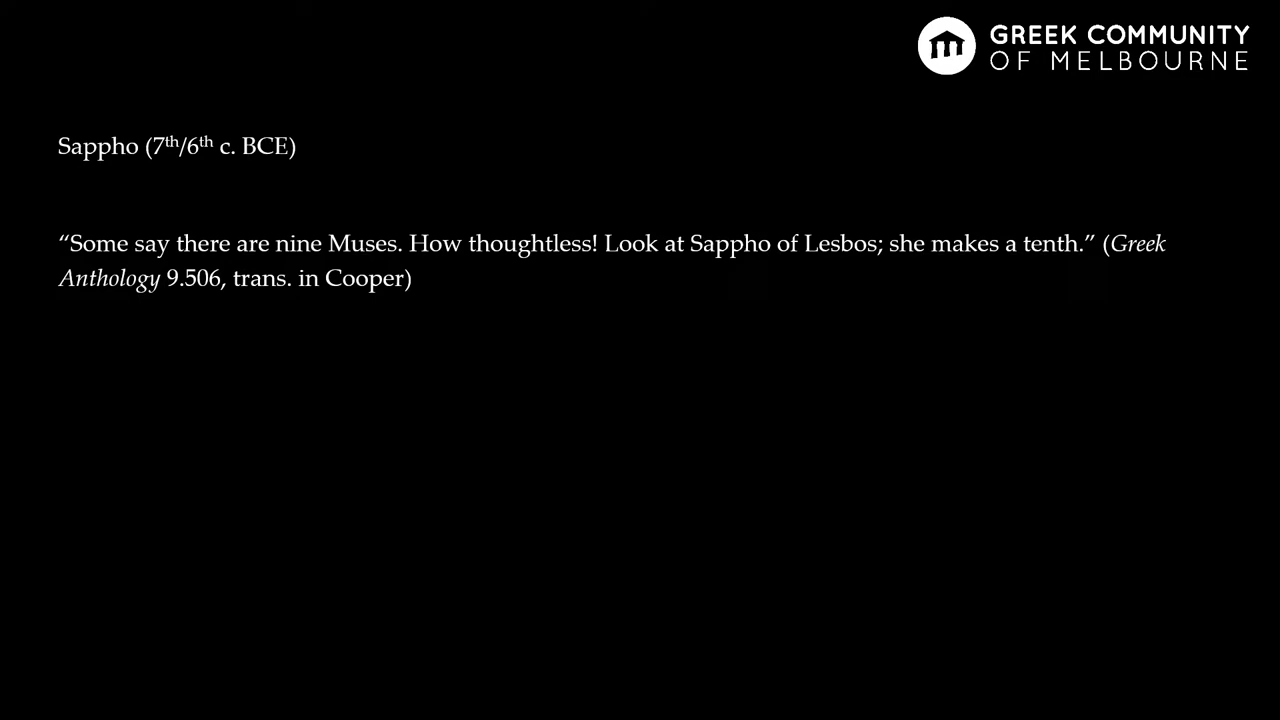 GREEK COMMUNITY
OF MELBOURNE
Sappho (7th/6th c. BCE)
“Some say there are nine Muses. How thoughtless! Look at Sappho of Lesbos; she makes a tenth.” (Greek
Anthology 9.506, trans. in Cooper)